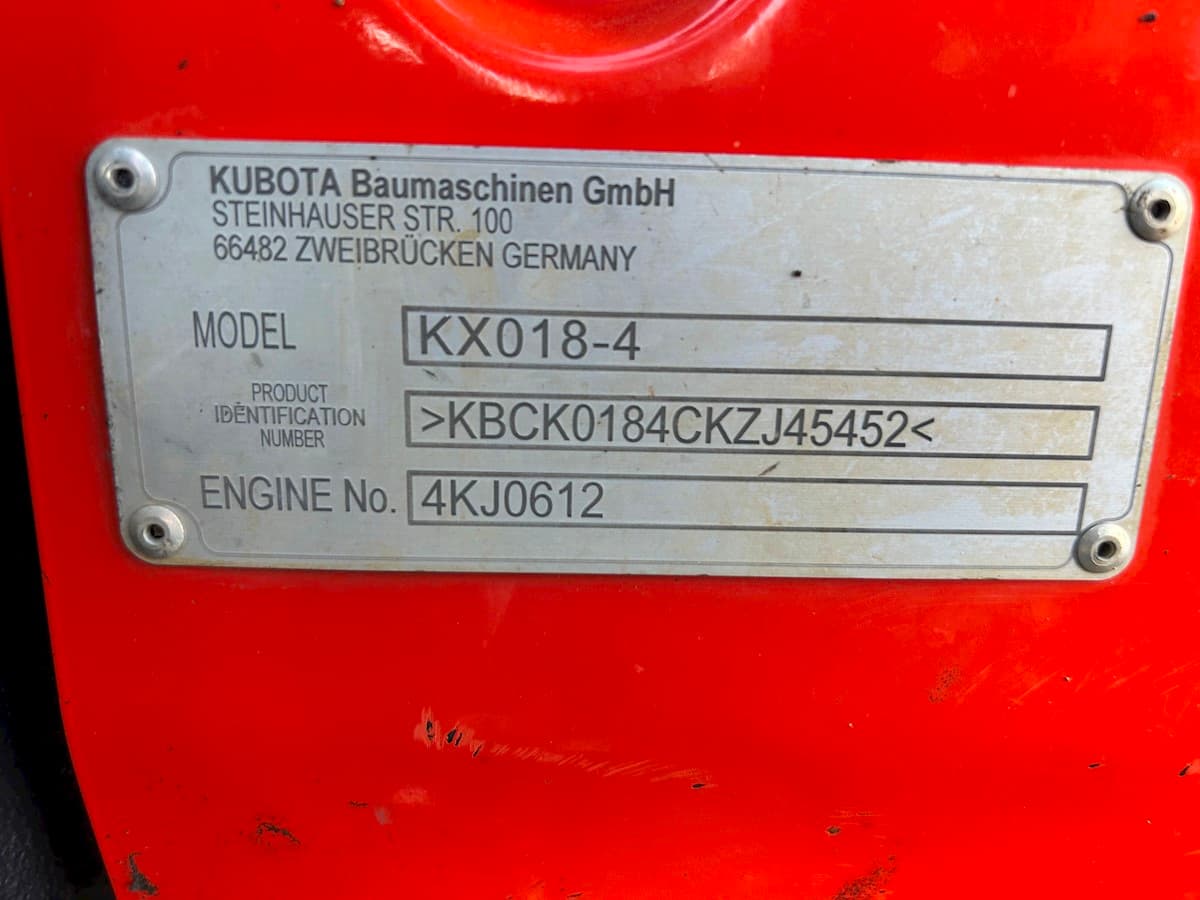 KUBOTA Baumaschinen GmbH
STEINHAUSER STR. 100
66482 ZWEIBRÜCKEN GERMANY
MODEL KX018-4
PRODUCT
IDENTIFICATION
NUMBER
>KBCK0184CKZJ45452<
ENGINE No. 4KJ0612